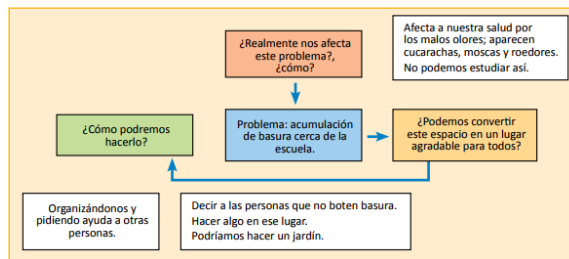 ¿Realmente nos afecta
este problema?,
¿cómo?
Afecta a nuestra salud por
los malos olores; aparecen
cucarachas, moscas y roedores.
No podemos estudiar así.
¿Cómo podremos
hacerlo?
Problema: acumulación
de basura cerca de la
escuela.
¿Podemos convertir
este espacio en un lugar
agradable para todos?
Organizándonos y
pidiendo ayuda a otras
personas.
Decir a las personas que no boten basura.
Hacer algo en ese lugar.
Podríamos hacer un jardín.